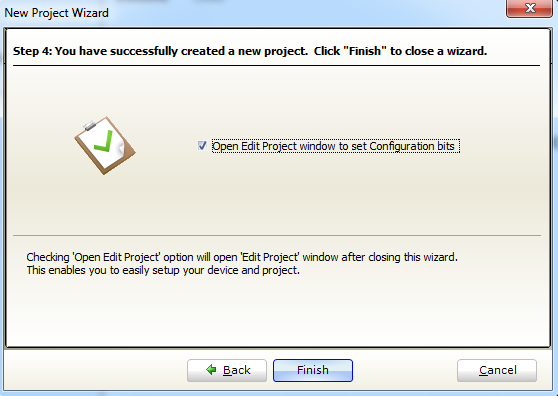 New Project Wizard
Step 4: You have successfully created a new project. Click "Finish" to close a wizard.
Open Edit Project window to set Configuration bits
Checking 'Open Edit Project' option will open 'Edit Project' window after closing this wizard.
This enables you to easily setup your device and project.
Back
Finish
Cancel